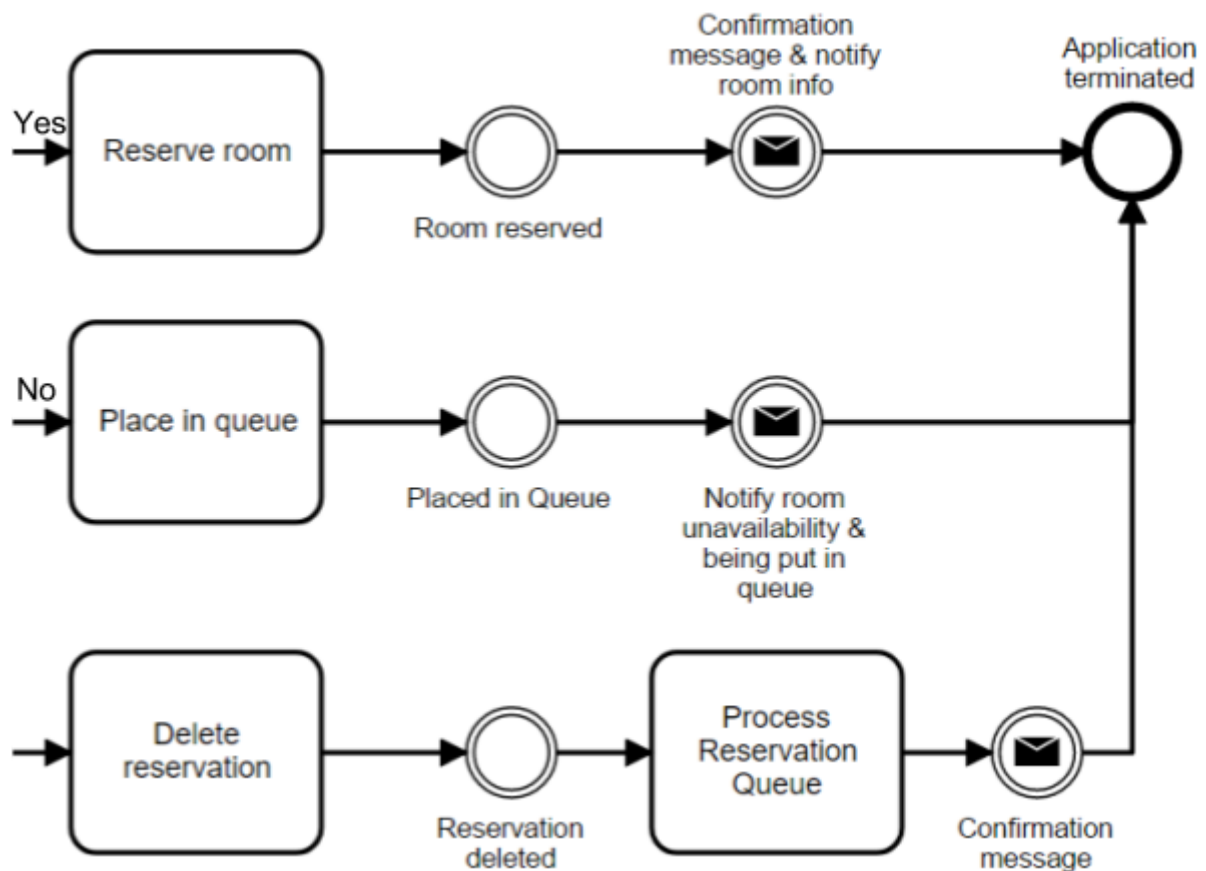 Confirmation
message & notify
room info
Application
terminated
Yes
Reserve room
Room reserved
No
Place in queue
Placed in Queue
Notify room
unavailability &
being put in
queue
Delete
reservation
Reservation
deleted
Process
Reservation
Queue
Confirmation
message